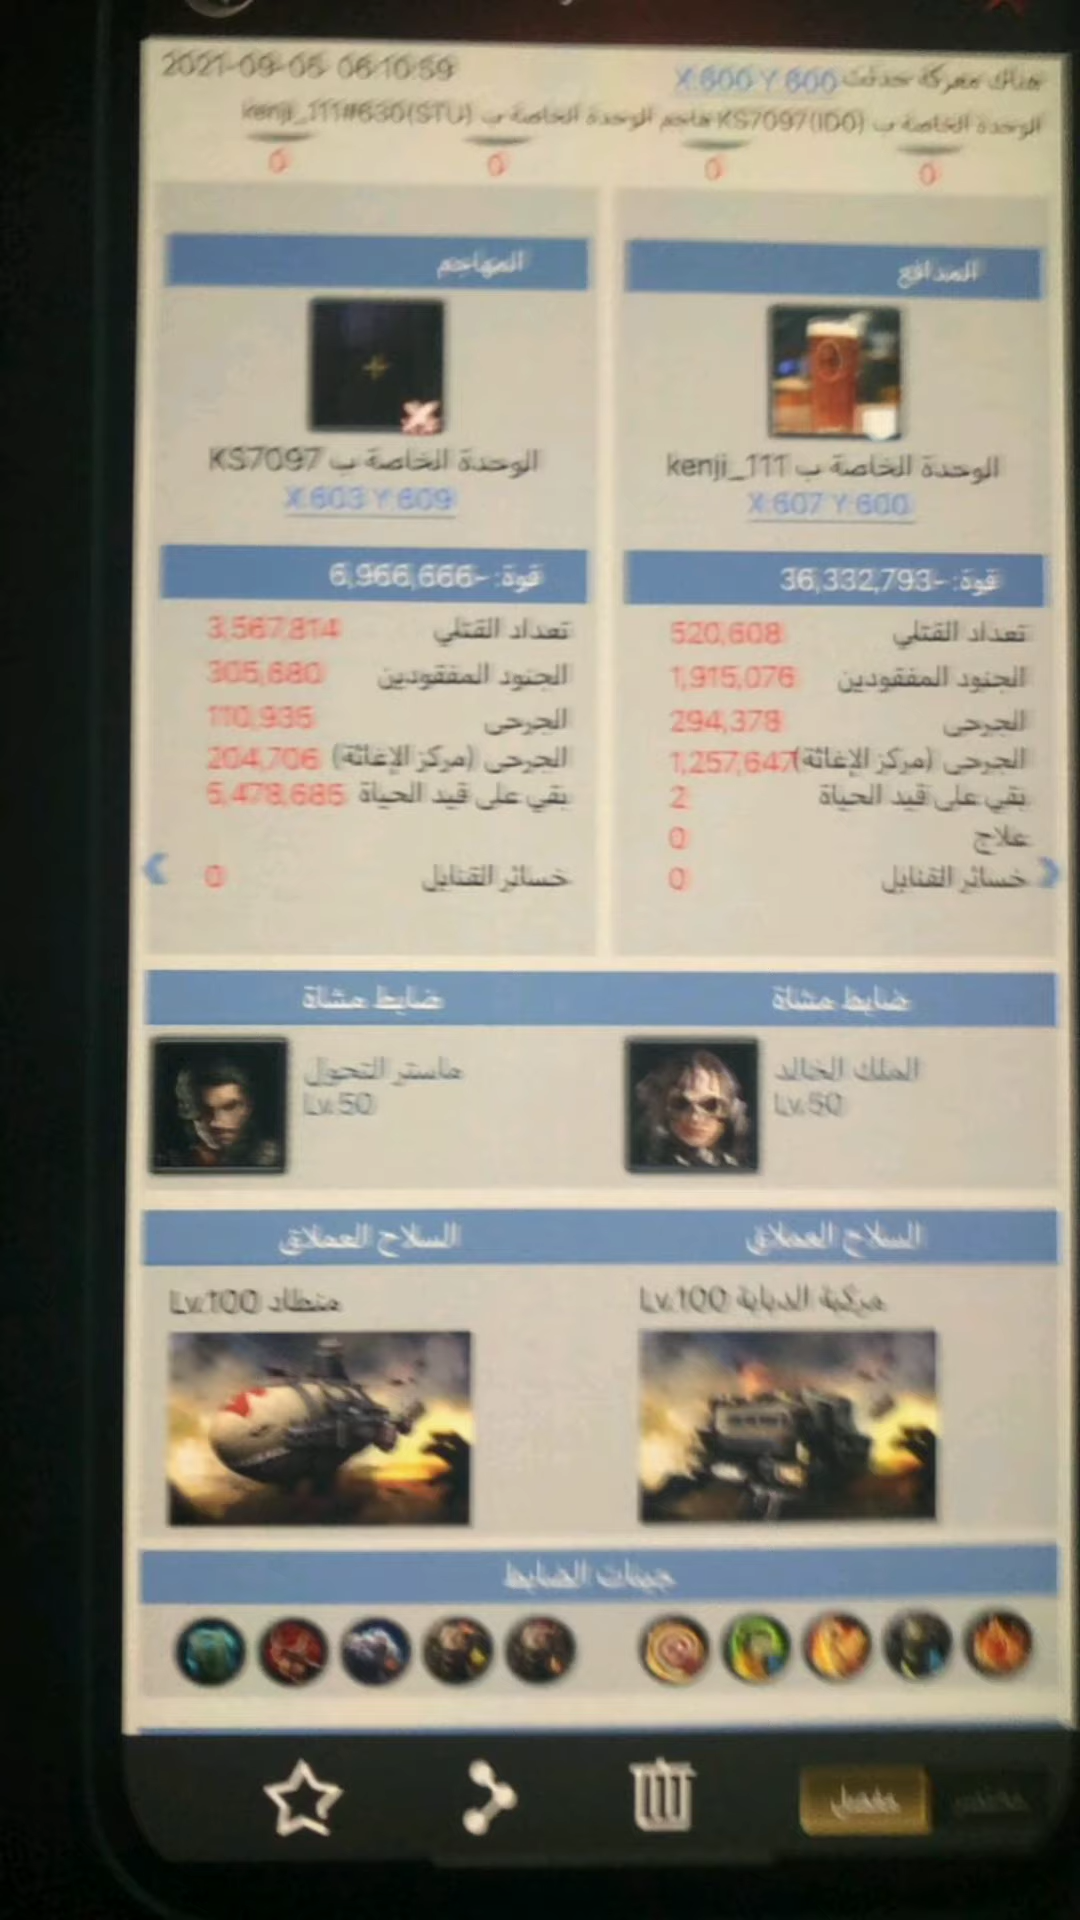 هناك معركة حدثت X:600 Y:600
2021-09-05 06:10:59
الوحدة الخاصة ب KS7097(IDO) هاجم الوحدة الخاصة ب kenji_111#630(STU)
0 0 0 0
المدافع
المهاجم
الوحدة الخاصة ب kenji_111
X:607 Y:600
الوحدة الخاصة ب KS7097
X:603 Y:609
قوة: -36,332,793
تعداد القتلي 520,608
الجنود المفقودين 1,915,076
الجرحى 294,378
الجرحى (مركز الإغاثة) 1,257,647
بقي على قيد الحياة 2
علاج 0
خسائر القنابل 0
قوة: -6,966,666
تعداد القتلي 3,567,814
الجنود المفقودين 305,680
الجرحى 110,935
الجرحى (مركز الإغاثة) 204,706
بقي على قيد الحياة 5,478,685
خسائر القنابل 0
ضابط مشاة
ضابط مشاة
الملك الخالد
Lv.50
ماستر التحول
Lv.50
السلاح العملاق
السلاح العملاق
مركبة الدبابة Lv.100
منطاد Lv.100
جينات الضابط
مفصل